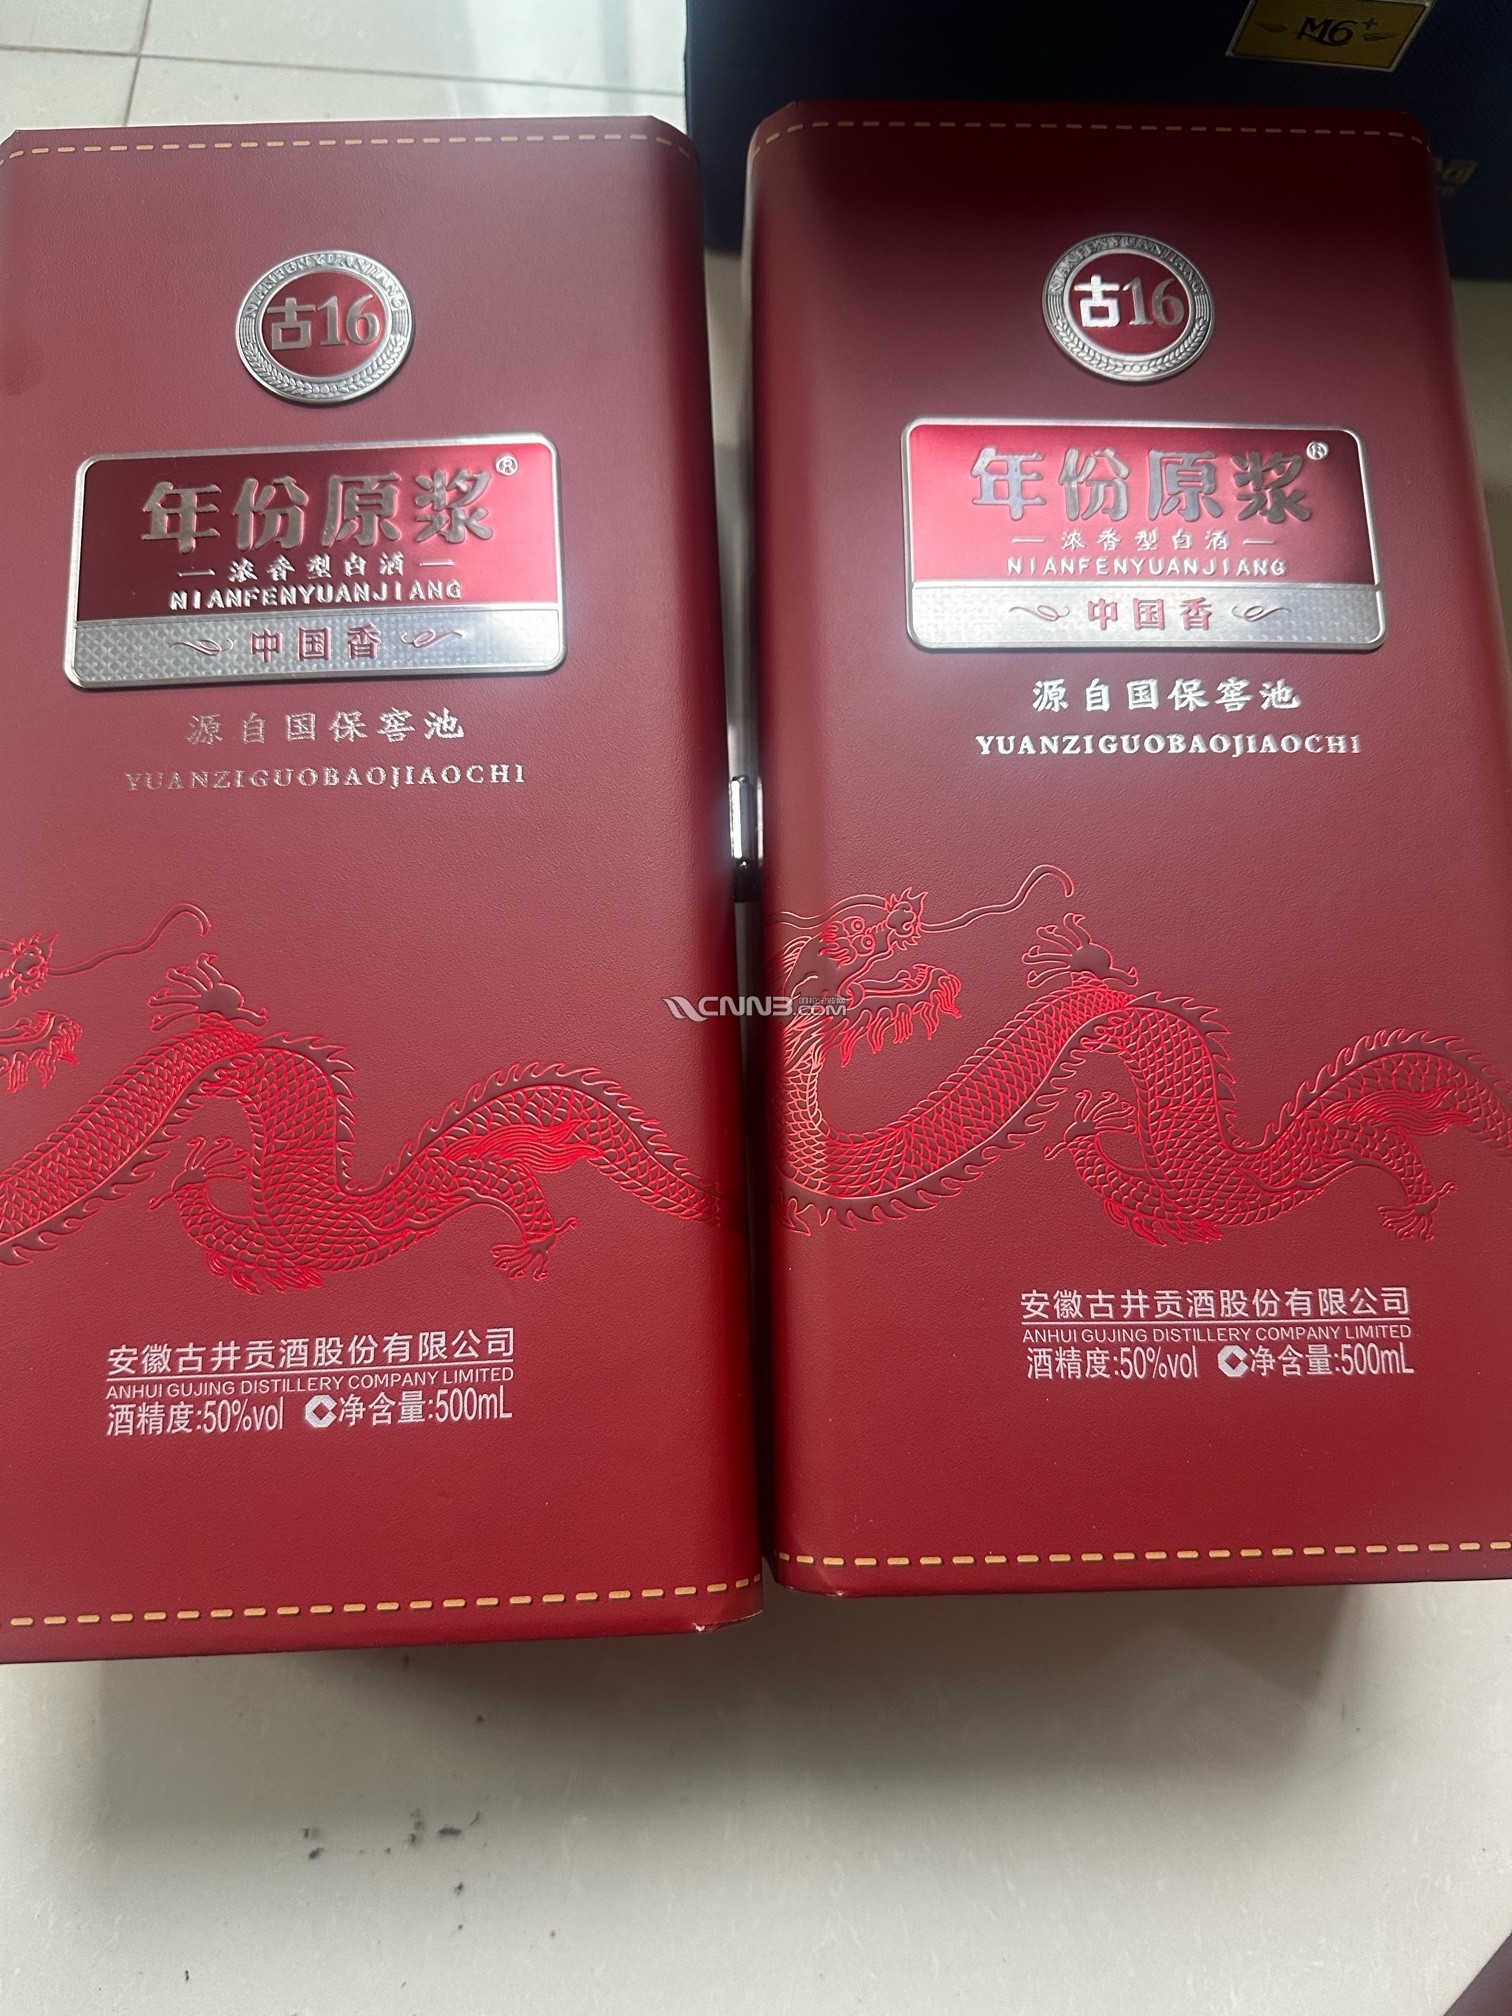 M6+
公司
NIANFENYUANJIANG
古16
年份原浆®
浓香型白酒
NIANFENYUANJIANG
中国香
源自国保窖池
YUANZIGUOBAOJIAOCHI
安徽古井贡酒股份有限公司
ANHUI GUJING DISTILLERY COMPANY LIMITED
酒精度:50%vol 净含量:500mL
NIANFENYUANJIANG
古16
年份原浆®
浓香型白酒
NIANFENYUANJIANG
中国香
源自国保窖池
YUANZIGUOBAOJIAOCHI
安徽古井贡酒股份有限公司
ANHUI GUJING DISTILLERY COMPANY LIMITED
酒精度:50%vol 净含量:500mL
CNNB.COM